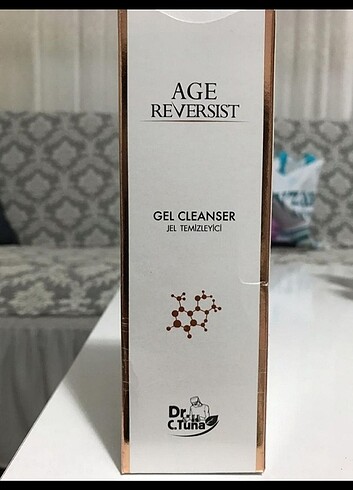 AGE
REVERSIST
GEL CLEANSER
JEL TEMİZLEYİCİ
Dr.
C.Tuna